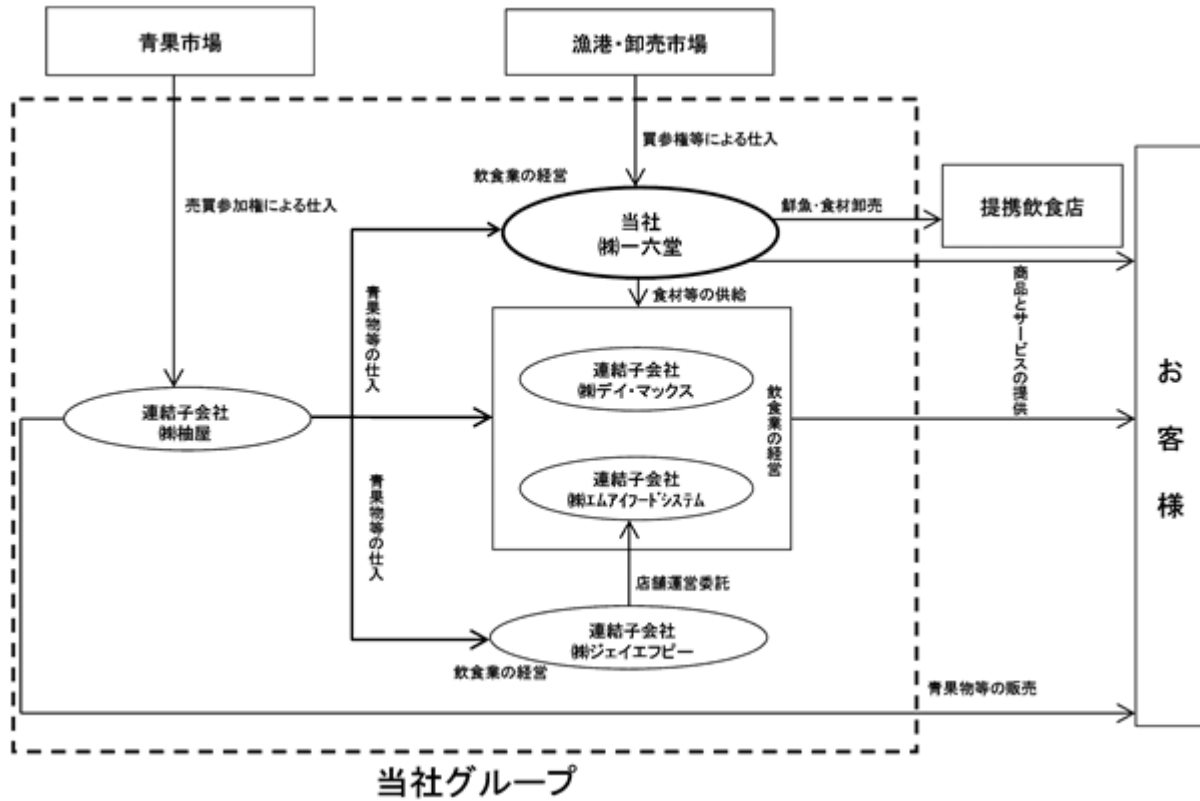 青果市場
漁港・卸売市場
買参権等による仕入
飲食業の経営
売買参加権による仕入
当社
㈱一六堂
鮮魚・食材卸売
提携飲食店
食材等の供給
商品とサービスの提供
青果物等の仕入
連結子会社
㈱デイ・マックス
飲食業の経営
お客様
連結子会社
㈱柚屋
連結子会社
㈱エムアイフードシステム
青果物等の仕入
店舗運営委託
連結子会社
㈱ジェイエフピー
飲食業の経営
青果物等の販売
当社グループ